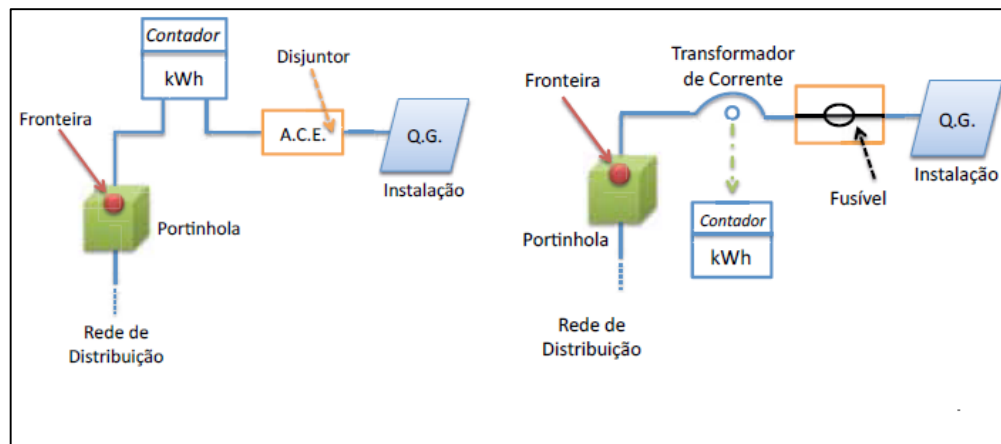 Contador
kWh
Disjuntor
Fronteira
A.C.E.
Q.G.
Instalação
Portinhola
Rede de
Distribuição
Transformador
de Corrente
Fronteira
Q.G.
Instalação
Fusível
Portinhola
Contador
kWh
Rede de
Distribuição